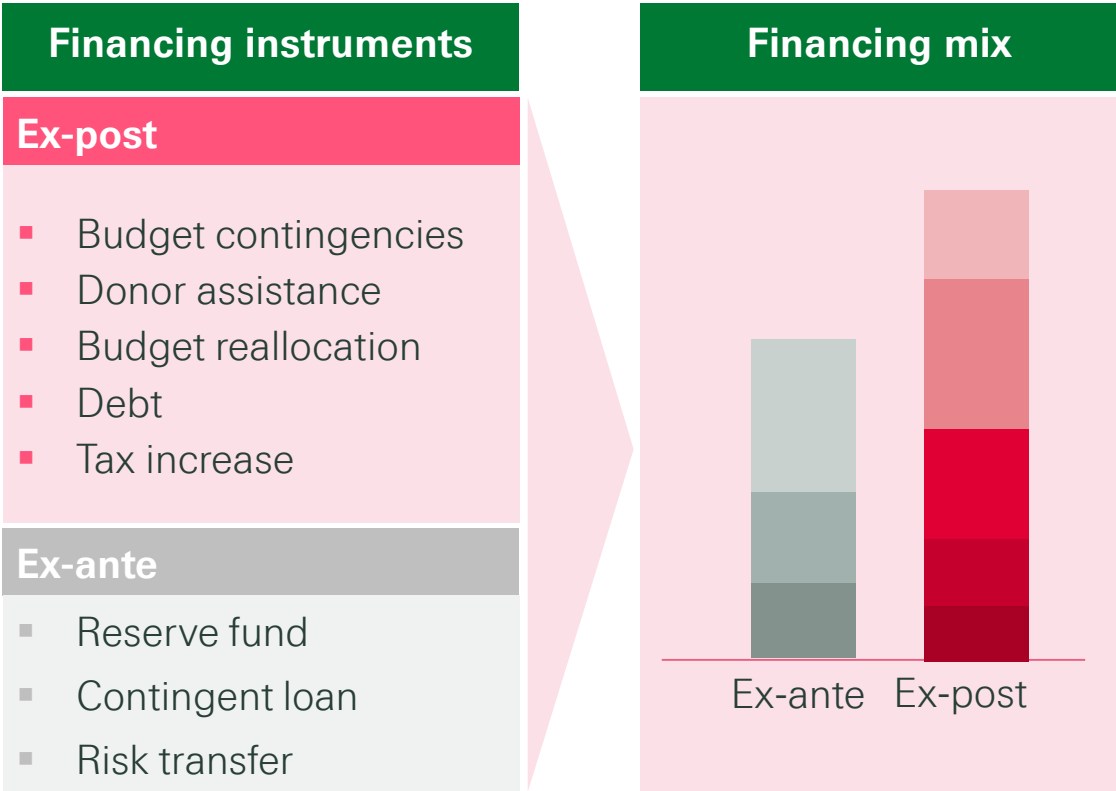 Financing instruments
Ex-post
▪ Budget contingencies
▪ Donor assistance
▪ Budget reallocation
▪ Debt
▪ Tax increase
Ex-ante
▪ Reserve fund
▪ Contingent loan
▪ Risk transfer
Financing mix
Ex-ante Ex-post